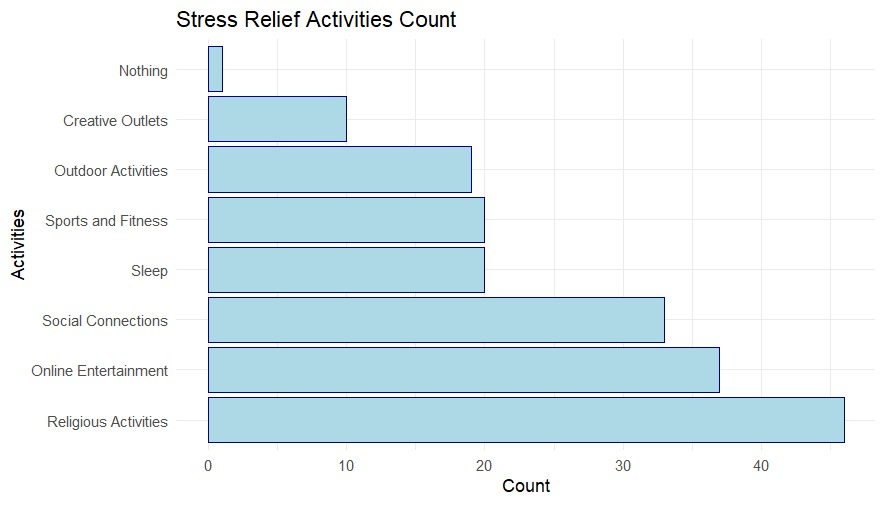 Stress Relief Activities Count
Activities
Nothing
Creative Outlets
Outdoor Activities
Sports and Fitness
Sleep
Social Connections
Online Entertainment
Religious Activities
0 10 20 30 40
Count